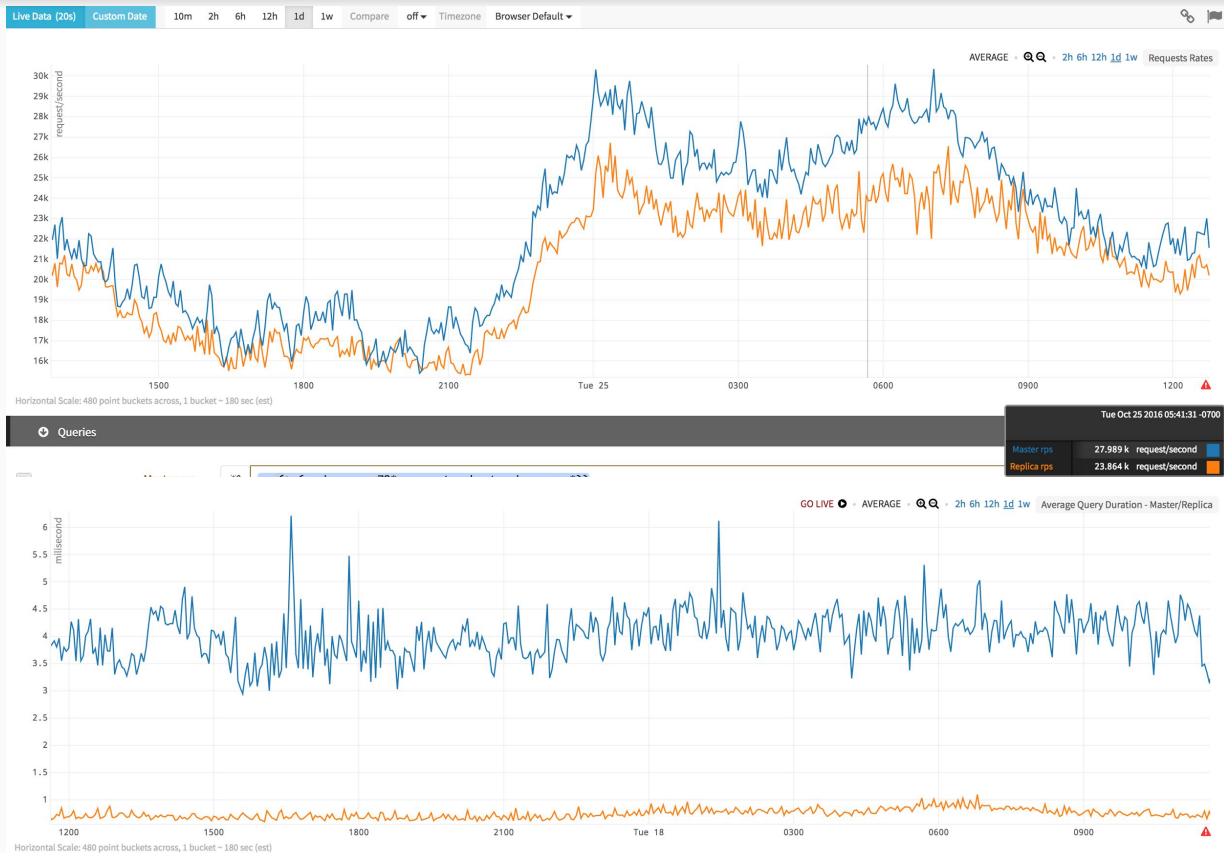 Live Data (20s) Custom Date 10m 2h 6h 12h 1d 1w Compare off Timezone Browser Default
AVERAGE 2h 6h 12h 1d 1w Requests Rates
request/second
30k
29k
28k
27k
26k
25k
24k
23k
22k
21k
20k
19k
18k
17k
16k
1500 1800 2100 Tue 25 0300 0600 0900 1200
Horizontal Scale: 480 point buckets across, 1 bucket ~ 180 sec (est)
Queries
Tue Oct 25 2016 05:41:31 -0700
Master rps 27.989 k request/second
Replica rps 23.864 k request/second
GO LIVE AVERAGE 2h 6h 12h 1d 1w Average Query Duration - Master/Replica
milisecond
6
5.5
5
4.5
4
3.5
3
2.5
2
1.5
1
1200 1500 1800 2100 Tue 18 0300 0600 0900
Horizontal Scale: 480 point buckets across, 1 bucket ~ 180 sec (est)